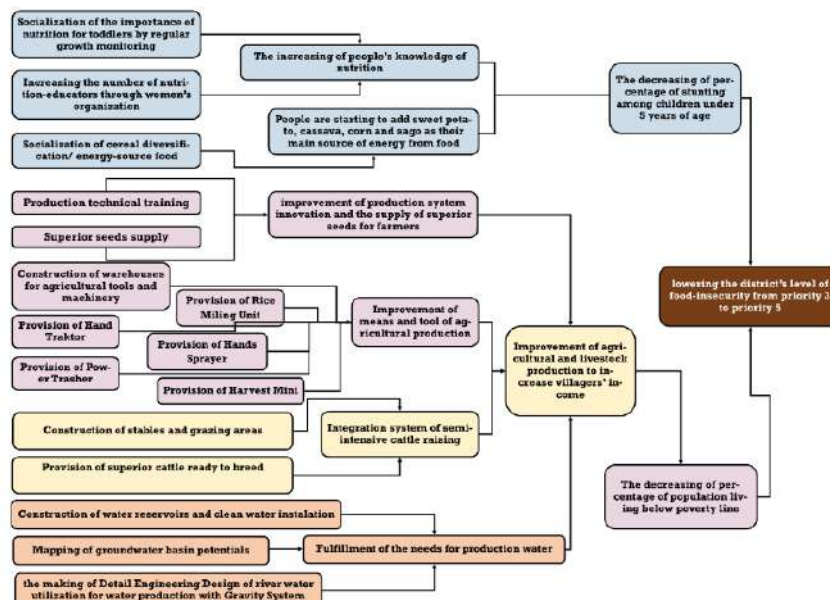 Socialization of the importance of
nutrition for toddlers by regular
growth monitoring
The increasing of people's knowledge of
nutrition
Increasing the number of nutri-
tion-educators through women's
organization
The decreasing of per-
centage of stunting
among children under
5 years of age
People are starting to add sweet pota-
to, cassava, corn and sago as their
main source of energy from food
Socialization of cereal diversifi-
cation/ energy-source food
Production technical training
improvement of production system
innovation and the supply of superior
seeds for farmers
Superior seeds supply
Construction of warehouses
for agricultural tools and
machinery
lowering the district's level of
food-insecurity from priority 3
to priority 5
Provision of Rice
Miling Unit
Improvement of
means and tool of ag-
ricultural production
Provision of Hand
Traktor
Provision of Hands
Sprayer
Improvement of agri-
cultural and livestock
production to in-
crease villagers' in-
come
Provision of Pow-
er Trasher
Provision of Harvest Mini
Construction of stables and grazing areas
Integration system of semi-
intensive cattle raising
Provision of superior cattle ready to breed
The decreasing of per-
centage of population liv-
ing below poverty line
Construction of water reservoirs and clean water instalation
Mapping of groundwater basin potentials
Fulfillment of the needs for production water
the making of Detail Engineering Design of river water
utilization for water production with Gravity System